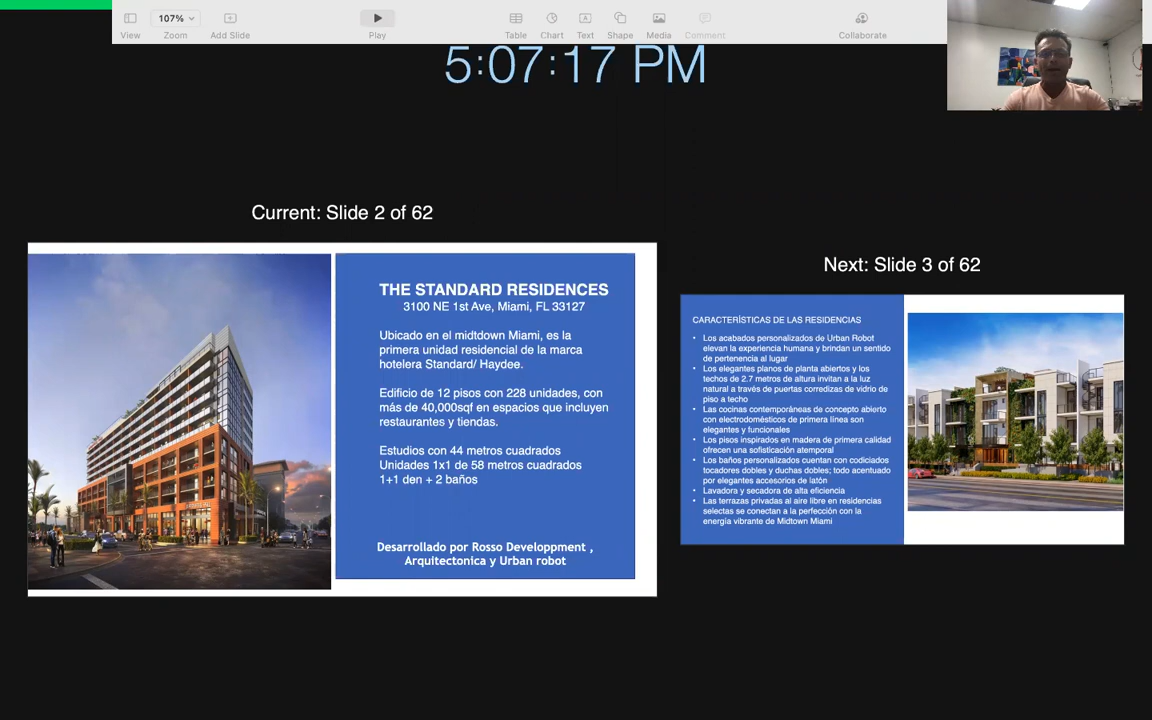 107%
View
Zoom
Add Slide
Play
Table
Chart
Text
Shape
Media
Comment
Collaborate
5:07:17 PM
Current: Slide 2 of 62
THE STANDARD RESIDENCES
3100 NE 1st Ave, Miami, FL 33127
Ubicado en el midtdown Miami, es la
primera unidad residencial de la marca
hotelera Standard/ Haydee.
Edificio de 12 pisos con 228 unidades, con
más de 40,000sqf en espacios que incluyen
restaurantes y tiendas.
Estudios con 44 metros cuadrados
Unidades 1x1 de 58 metros cuadrados
1+1 den + 2 baños
Desarrollado por Rosso Developpment ,
Arquitectonica y Urban robot
Next: Slide 3 of 62
CARACTERÍSTICAS DE LAS RESIDENCIAS
• Los acabados personalizados de Urban Robot
elevan la experiencia humana y brindan un sentido
de pertenencia al lugar
• Los elegantes planos de planta abiertos y los
techos de 2.7 metros de altura invitan a la luz
natural a través de puertas corredizas de vidrio de
piso a techo
• Las cocinas contemporáneas de concepto abierto
con electrodomésticos de primera línea son
elegantes y funcionales
• Los pisos inspirados en madera de primera calidad
ofrecen una sofisticación atemporal
• Los baños personalizados cuentan con codiciados
tocadores dobles y duchas dobles; todo acentuado
por elegantes accesorios de latón
• Lavadora y secadora de alta eficiencia
• Las terrazas privadas al aire libre en residencias
selectas se conectan a la perfección con la
energía vibrante de Midtown Miami